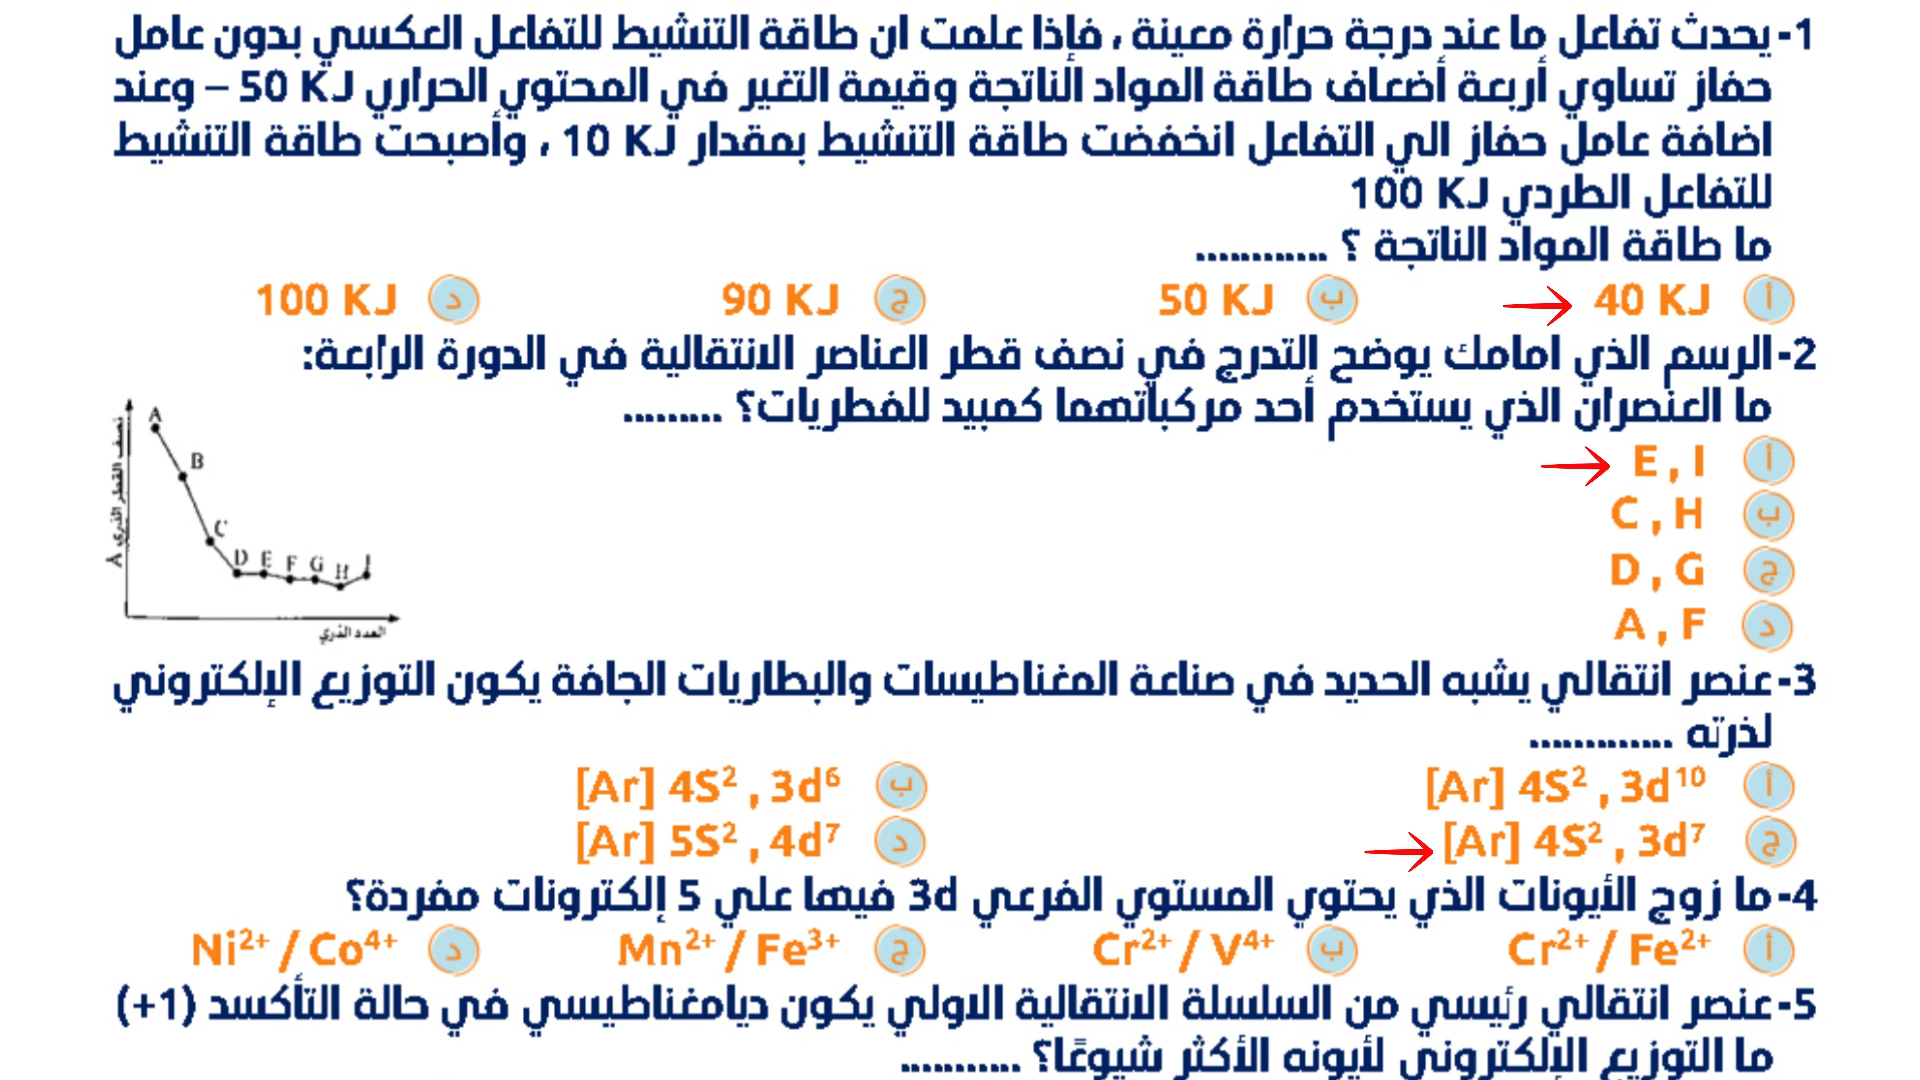 1-يحدث تفاعل ما عند درجة حرارة معينة ، فإذا علمت ان طاقة التنشيط للتفاعل العكسي بدون عامل
حفاز تساوي أربعة أضعاف طاقة المواد الناتجة وقيمة التغير في المحتوي الحراري 50 KJ – وعند
اضافة عامل حفاز الي التفاعل انخفضت طاقة التنشيط بمقدار 10 KJ ، وأصبحت طاقة التنشيط
للتفاعل الطردي 100 KJ
ما طاقة المواد الناتجة ؟ ............
أ 40 KJ → ب 50 KJ ج 90 KJ د 100 KJ
2-الرسم الذي امامك يوضح التدرج في نصف قطر العناصر الانتقالية في الدورة الرابعة:
ما العنصران الذي يستخدم أحد مركباتهما كمبيد للفطريات؟ .........
أ E , I →
ب C , H
ج D , G
د A , F
نصف القطر الذري Å
A
B
C
D E F G H I
العدد الذري
3-عنصر انتقالي يشبه الحديد في صناعة المغناطيسات والبطاريات الجافة يكون التوزيع الإلكتروني
لذرته .............
أ [Ar] 4S² , 3d¹⁰ ب [Ar] 4S² , 3d⁶
ج [Ar] 4S² , 3d⁷ → د [Ar] 5S² , 4d⁷
4-ما زوج الأيونات الذي يحتوي المستوي الفرعي 3d فيها علي 5 إلكترونات مفردة؟
أ Cr²⁺ / Fe²⁺ ب Cr²⁺ / V⁴⁺ ج Mn²⁺ / Fe³⁺ د Ni²⁺ / Co⁴⁺
5-عنصر انتقالي رئيسي من السلسلة الانتقالية الاولي يكون ديامغناطيسي في حالة التأكسد (1+)
ما التوزيع الإلكتروني لأيونه الأكثر شيوعًا؟ ...........